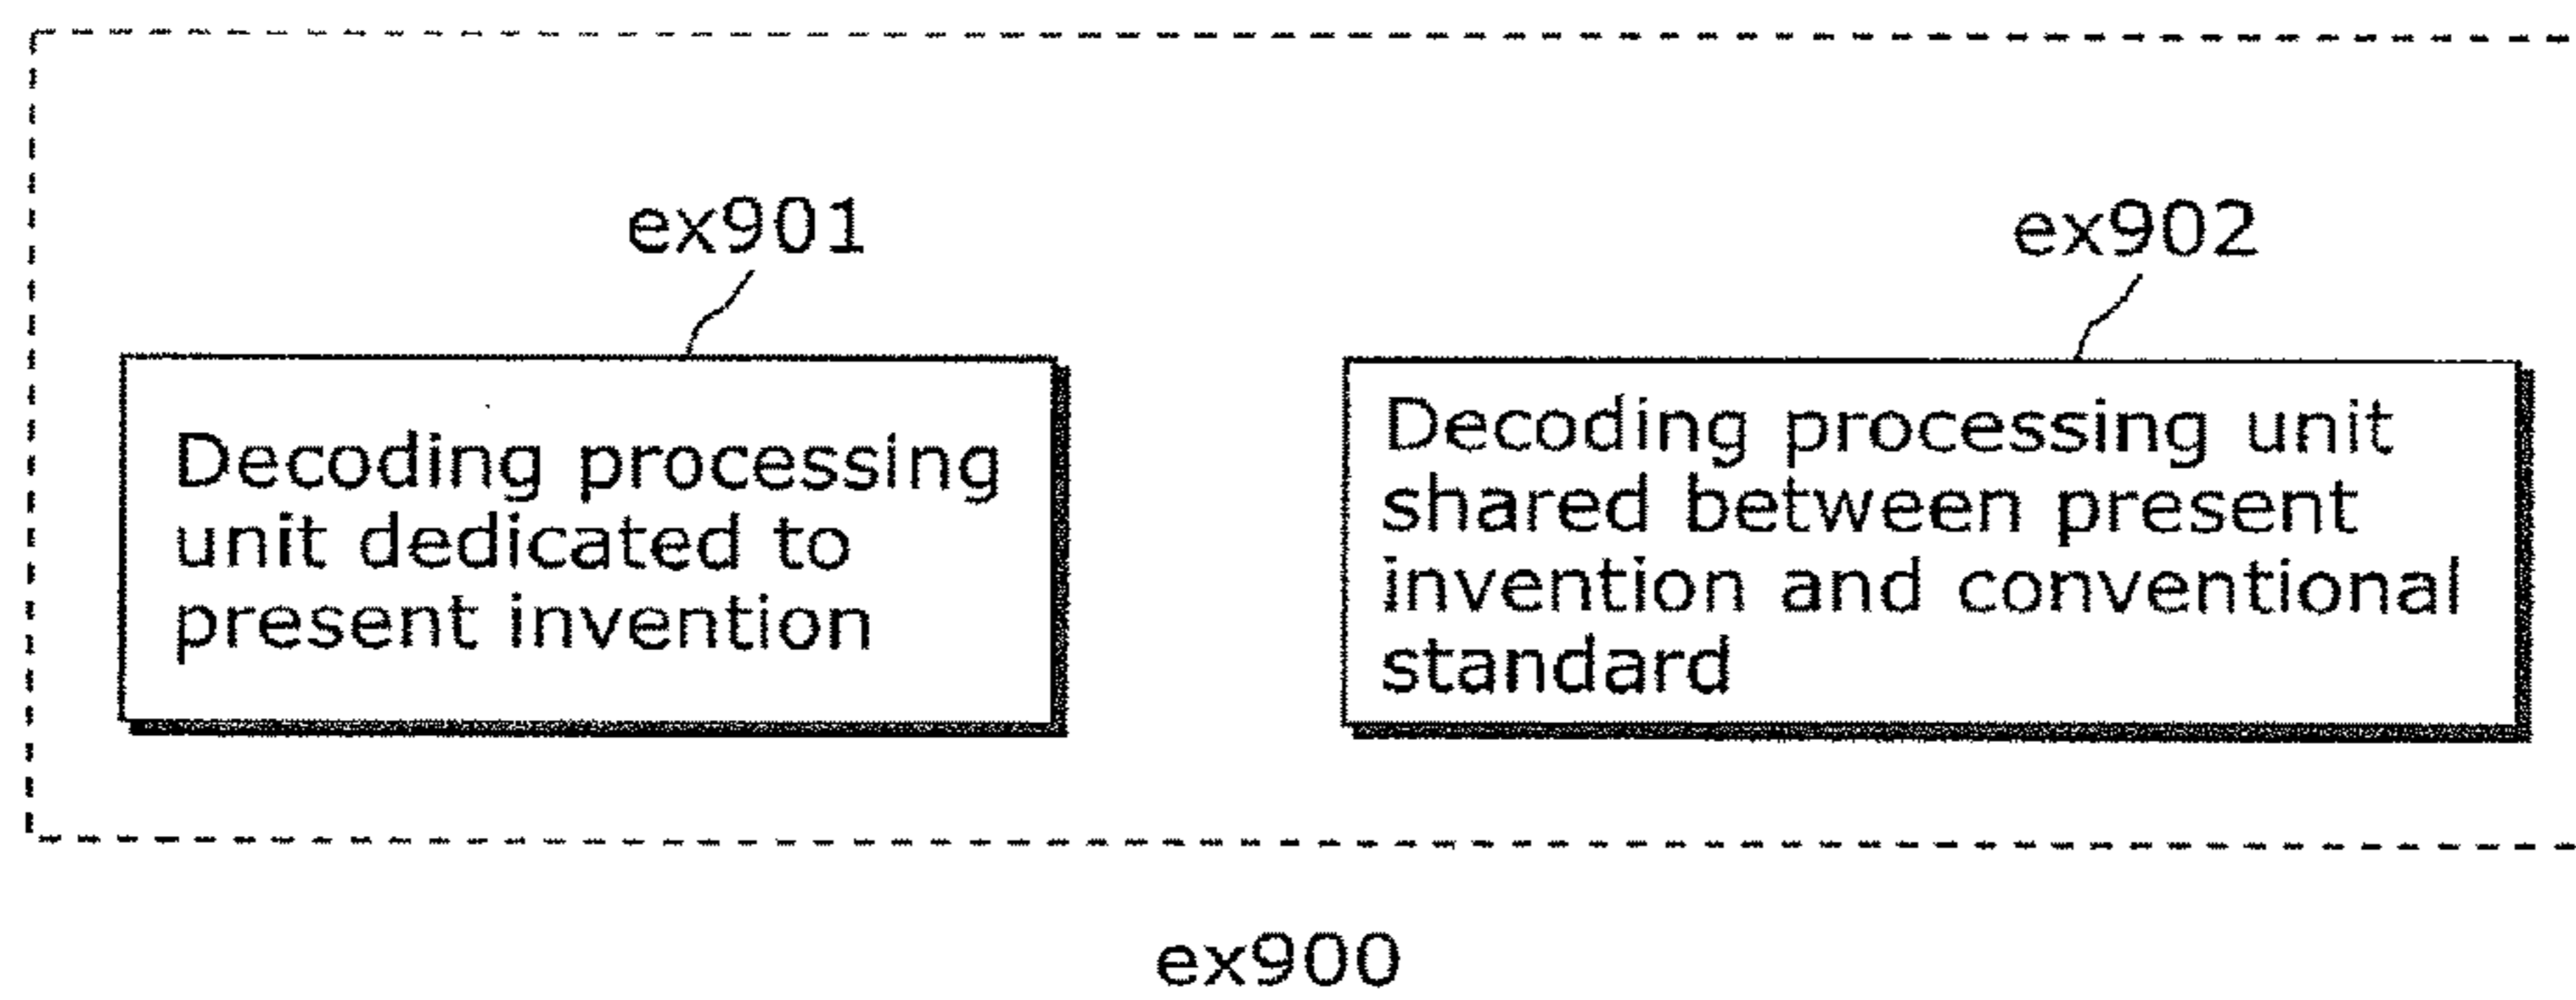 ex901
Decoding processing
unit dedicated to
present invention
ex902
Decoding processing unit
shared between present
invention and conventional
standard
ex900